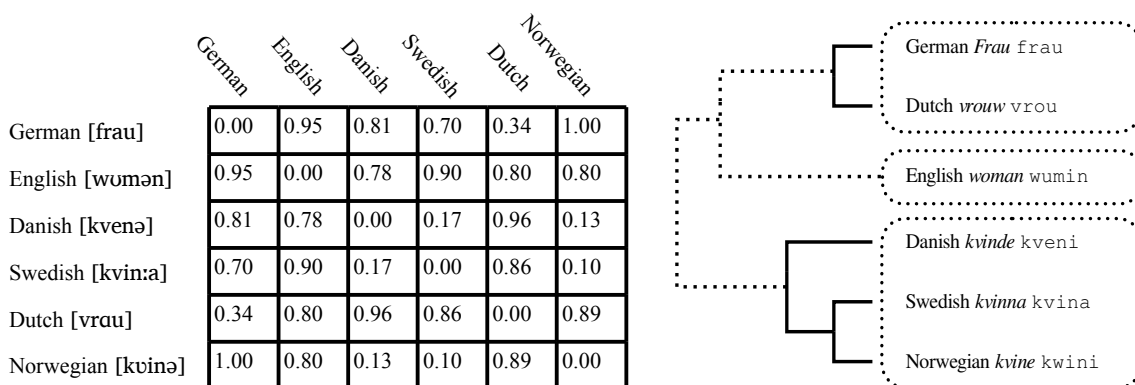 German English Danish Swedish Dutch Norwegian
German [frau] 0.00 0.95 0.81 0.70 0.34 1.00
English [wʊmən] 0.95 0.00 0.78 0.90 0.80 0.80
Danish [kvenə] 0.81 0.78 0.00 0.17 0.96 0.13
Swedish [kvinːa] 0.70 0.90 0.17 0.00 0.86 0.10
Dutch [vrɑu] 0.34 0.80 0.96 0.86 0.00 0.89
Norwegian [kʋinə] 1.00 0.80 0.13 0.10 0.89 0.00
German Frau frau
Dutch vrouw vrou
English woman wumin
Danish kvinde kveni
Swedish kvinna kvina
Norwegian kvine kwini